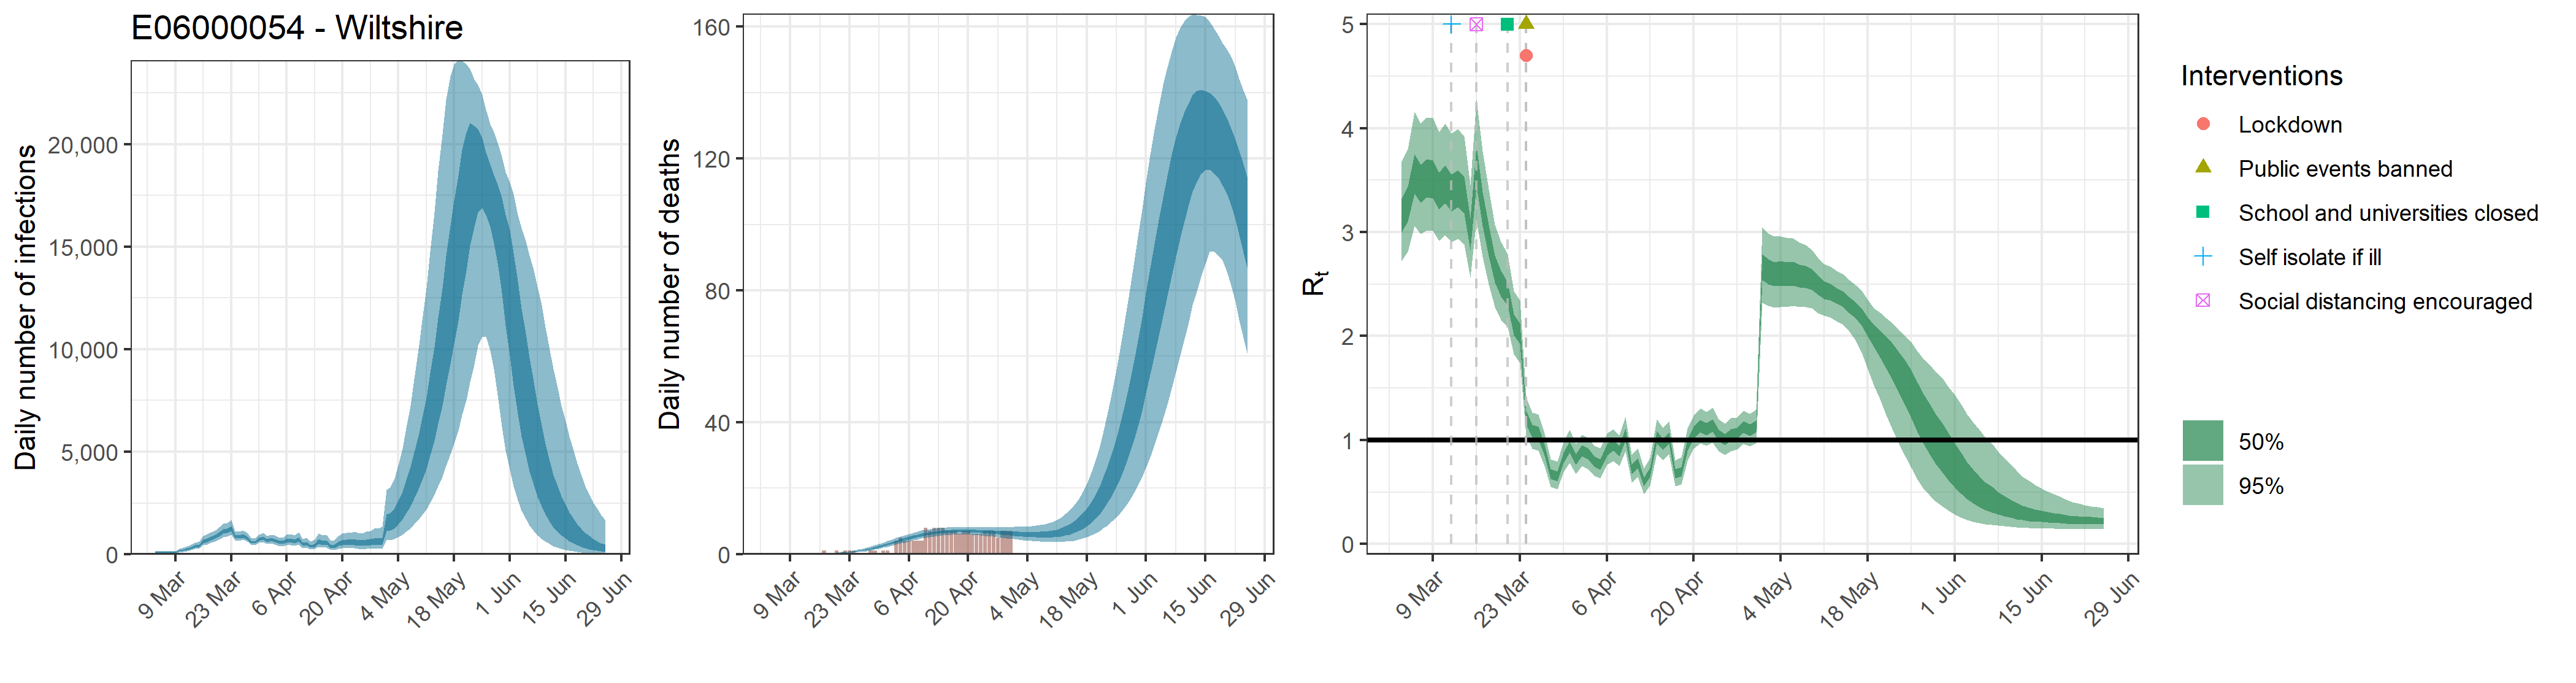 E06000054 - Wiltshire
Daily number of infections
20,000
15,000
10,000
5,000
0
9 Mar
23 Mar
6 Apr
20 Apr
4 May
18 May
1 Jun
15 Jun
29 Jun
Daily number of deaths
160
120
80
40
0
9 Mar
23 Mar
6 Apr
20 Apr
4 May
18 May
1 Jun
15 Jun
29 Jun
Rt
5
4
3
2
1
0
9 Mar
23 Mar
6 Apr
20 Apr
4 May
18 May
1 Jun
15 Jun
29 Jun
Interventions
Lockdown
Public events banned
School and universities closed
Self isolate if ill
Social distancing encouraged
50%
95%